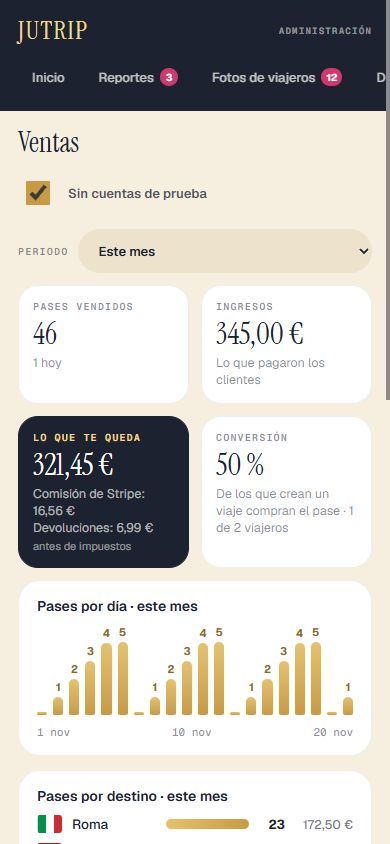 JUTRIP
ADMINISTRACIÓN
Inicio
Reportes 3
Fotos de viajeros 12
D
Ventas
Sin cuentas de prueba
PERIODO
Este mes
PASES VENDIDOS
46
1 hoy
INGRESOS
345,00 €
Lo que pagaron los
clientes
LO QUE TE QUEDA
321,45 €
Comisión de Stripe:
16,56 €
Devoluciones: 6,99 €
antes de impuestos
CONVERSIÓN
50 %
De los que crean un
viaje compran el pase · 1
de 2 viajeros
Pases por día · este mes
1 2 3 4 5 1 2 3 4 5 1 2 3 4 5 1
1 nov 10 nov 20 nov
Pases por destino · este mes
Roma 23 172,50 €